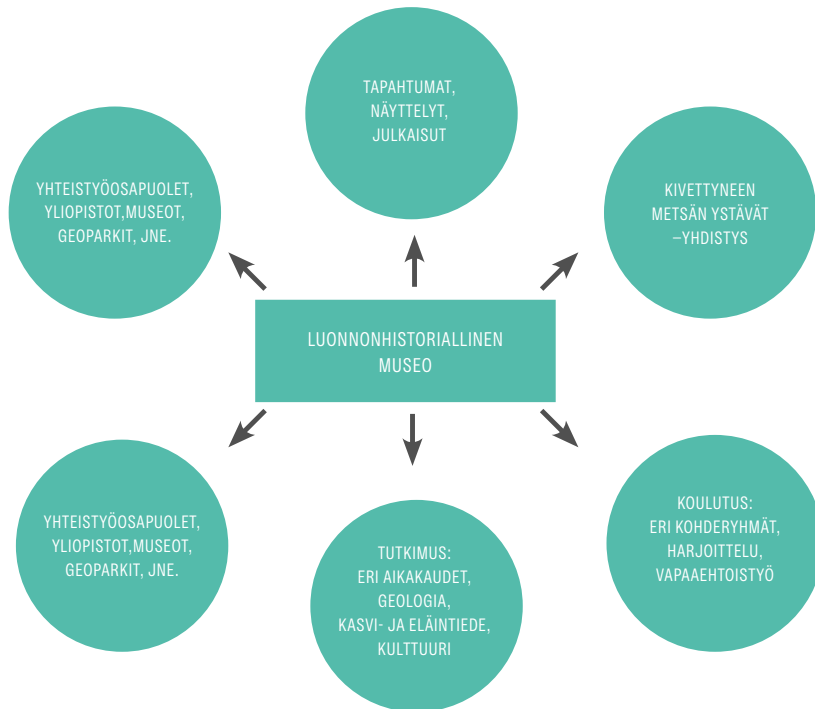 TAPAHTUMAT,
NÄYTTELYT,
JULKAISUT
YHTEISTYÖOSAPUOLET,
YLIOPISTOT,MUSEOT,
GEOPARKIT, JNE.
KIVETTYNEEN
METSÄN YSTÄVÄT
–YHDISTYS
LUONNONHISTORIALLINEN
MUSEO
YHTEISTYÖOSAPUOLET,
YLIOPISTOT,MUSEOT,
GEOPARKIT, JNE.
TUTKIMUS:
ERI AIKAKAUDET,
GEOLOGIA,
KASVI- JA ELÄINTIEDE,
KULTTUURI
KOULUTUS:
ERI KOHDERYHMÄT,
HARJOITTELU,
VAPAAEHTOISTYÖ